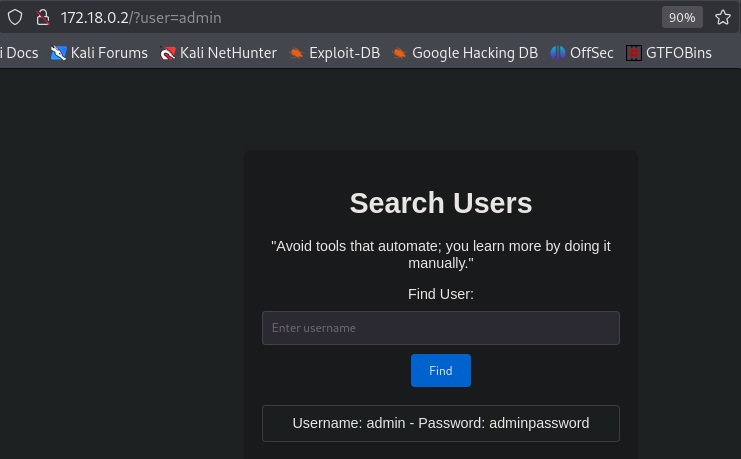 172.18.0.2/?user=admin
90%
i Docs Kali Forums Kali NetHunter Exploit-DB Google Hacking DB OffSec GTFOBins
Search Users
"Avoid tools that automate; you learn more by doing it
manually."
Find User:
Enter username
Find
Username: admin - Password: adminpassword